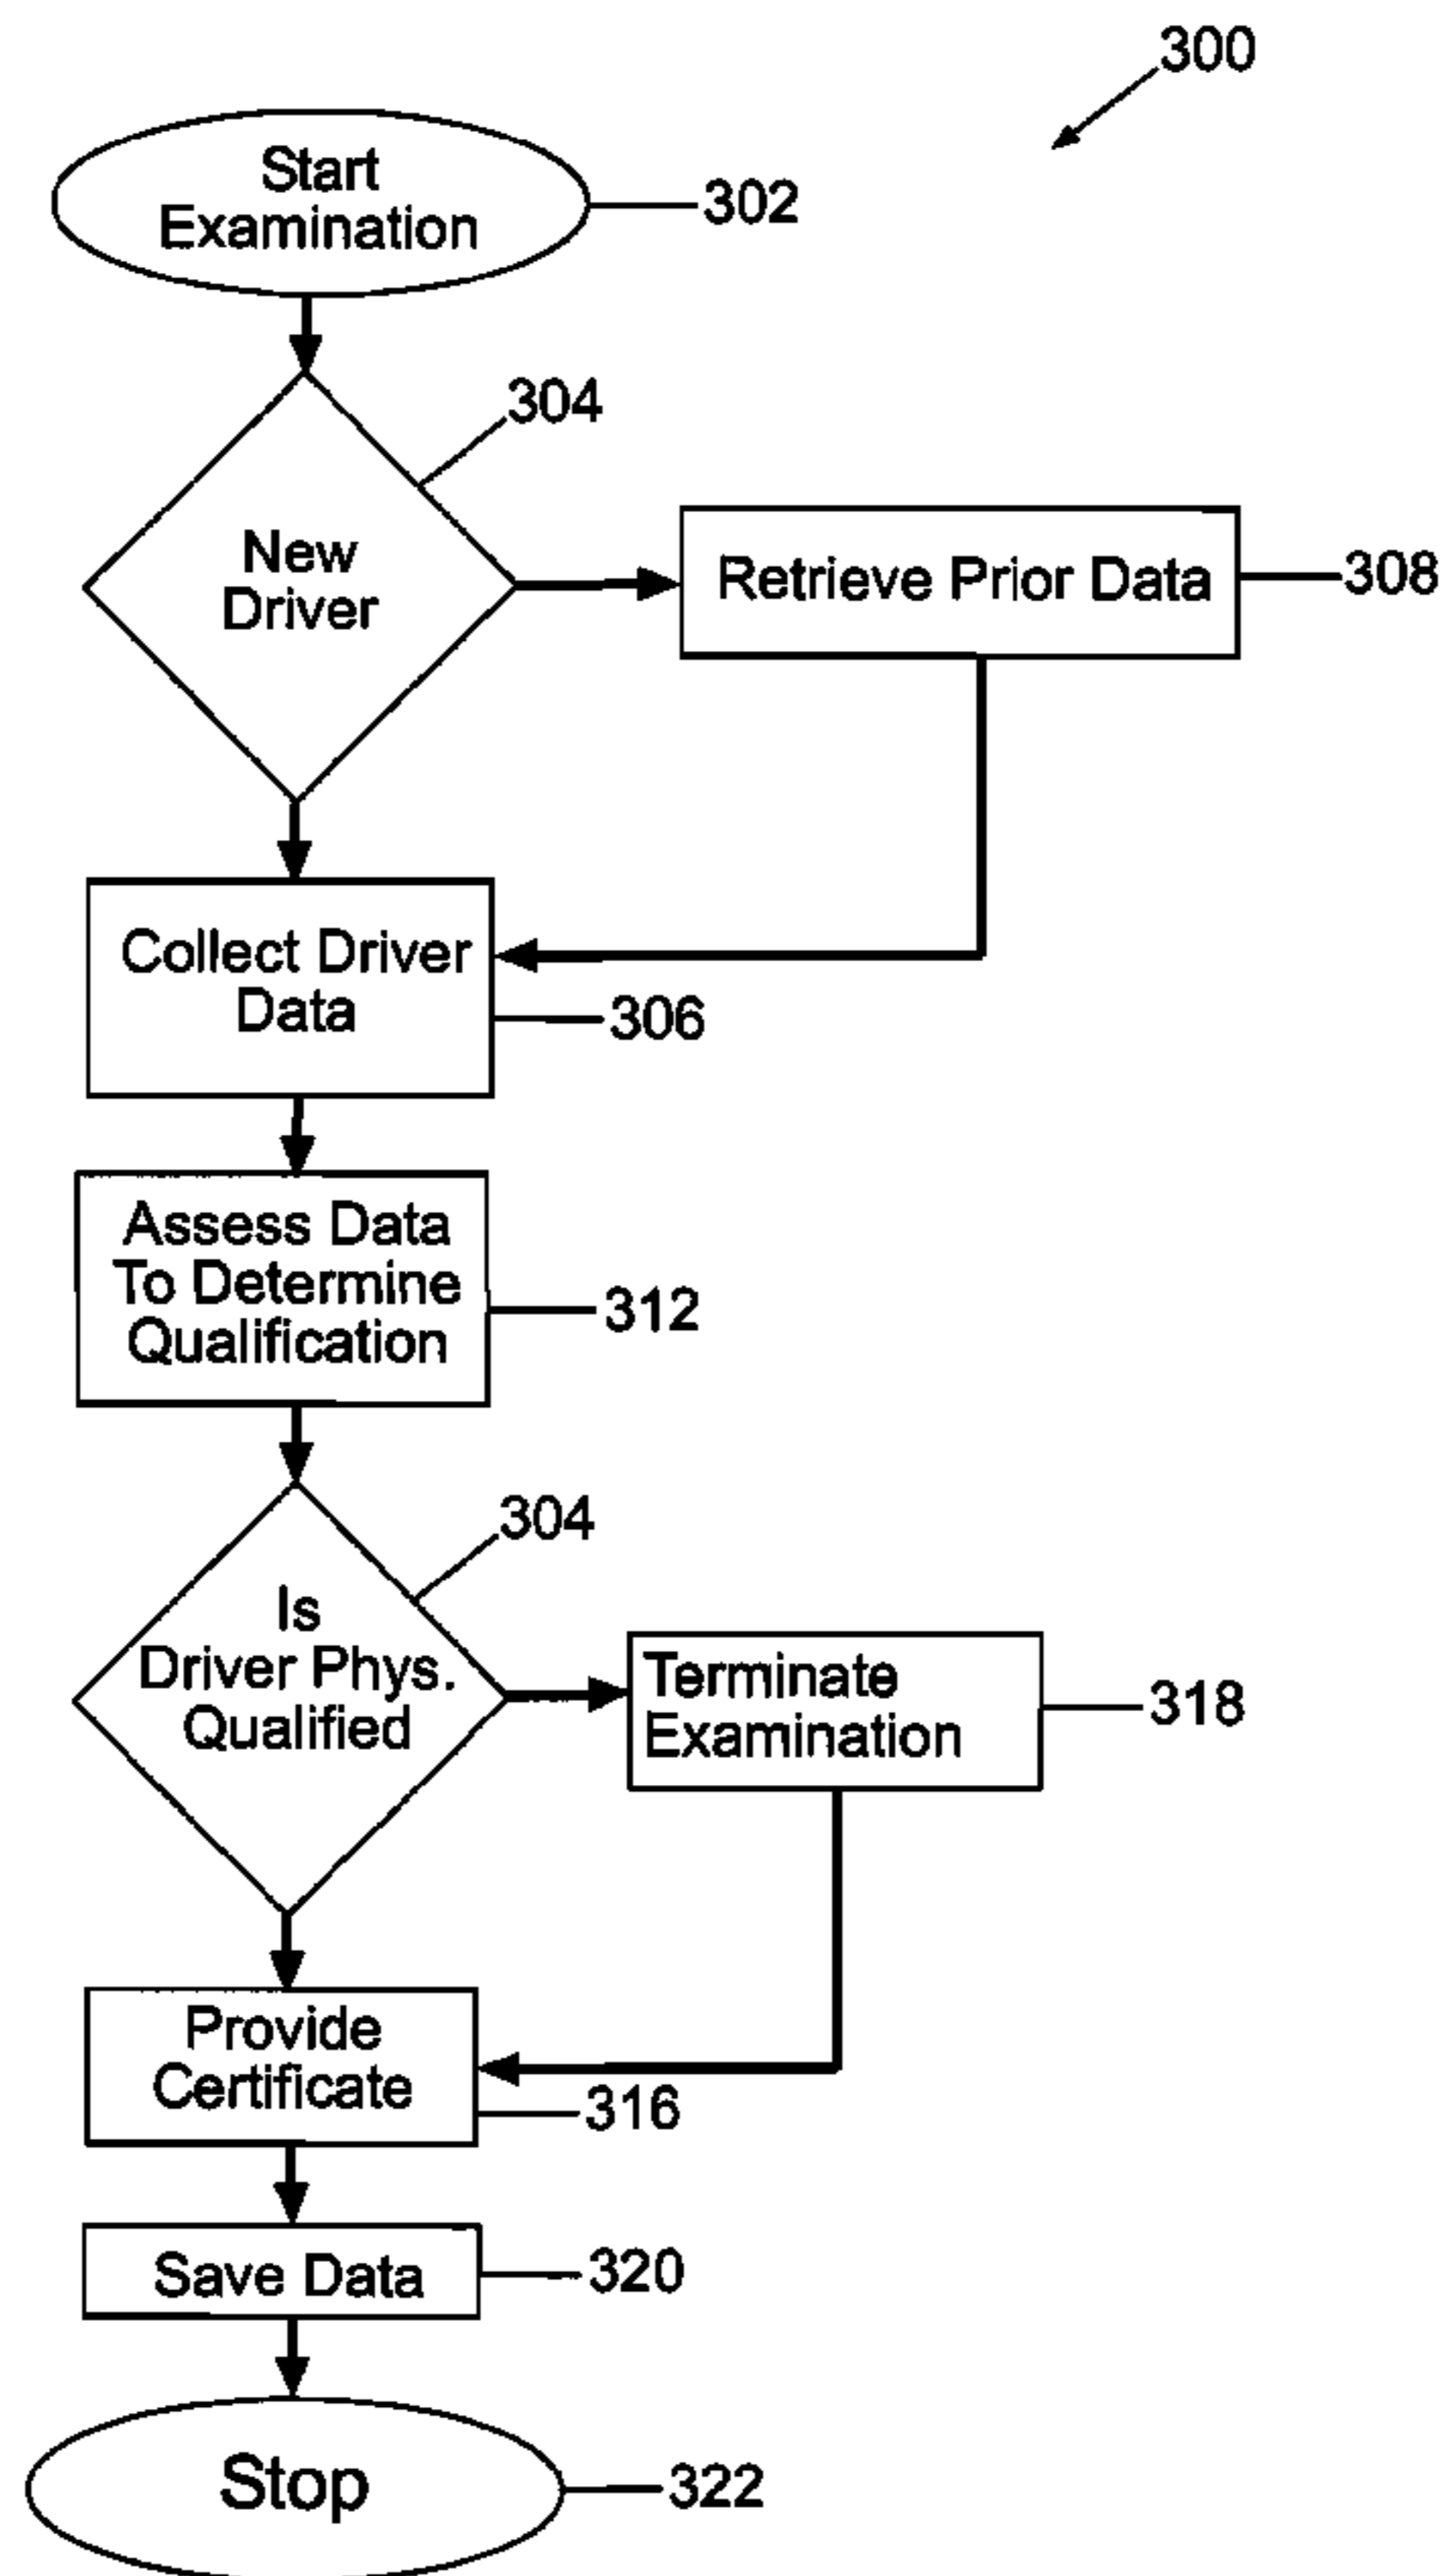 300
Start
Examination
302
304
New
Driver
Retrieve Prior Data
308
Collect Driver
Data
306
Assess Data
To Determine
Qualification
312
304
Is
Driver Phys.
Qualified
Terminate
Examination
318
Provide
Certificate
316
Save Data
320
Stop
322